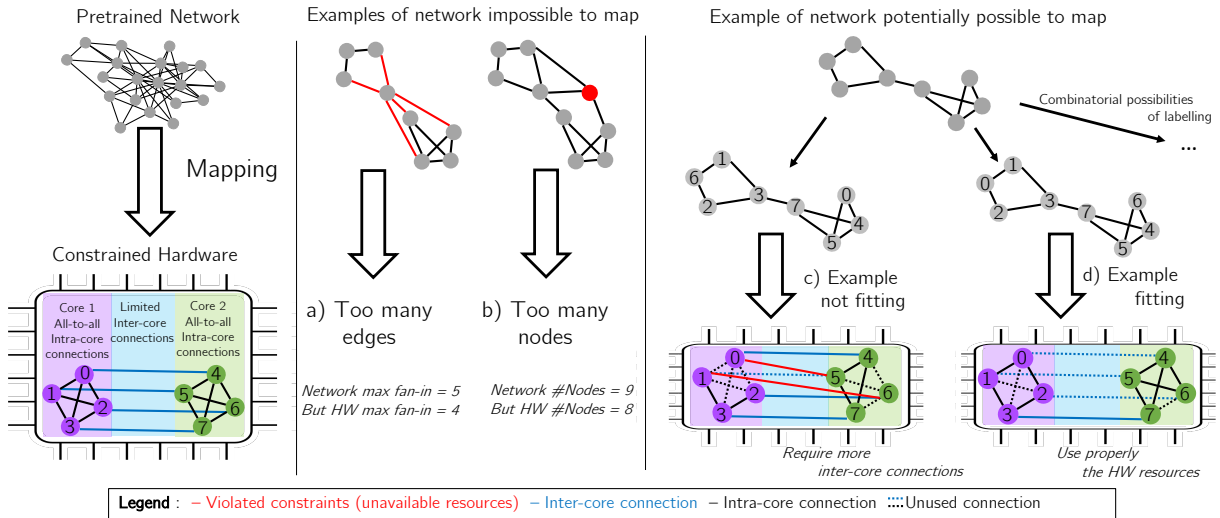 Pretrained Network
Mapping
Constrained Hardware
Core 1
All-to-all
Intra-core
connections
Limited
Inter-core
connections
Core 2
All-to-all
Intra-core
connections
0
1
2
3
4
5
6
7
Examples of network impossible to map
a) Too many
edges
Network max fan-in = 5
But HW max fan-in = 4
b) Too many
nodes
Network #Nodes = 9
But HW #Nodes = 8
Example of network potentially possible to map
Combinatorial possibilities
of labelling
...
1
6
2
3
7
0
4
5
c) Example
not fitting
0
1
2
3
4
5
6
7
Require more
inter-core connections
1
0
2
3
7
6
4
5
d) Example
fitting
0
1
2
3
4
5
6
7
Use properly
the HW resources
Legend : – Violated constraints (unavailable resources) – Inter-core connection – Intra-core connection Unused connection